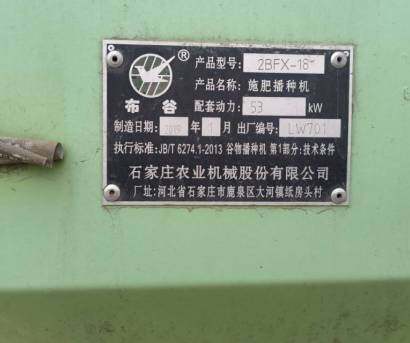 ®
布谷
产品型号: 2BFX-18
产品名称: 施肥播种机
配套动力: 53 kW
制造日期: 2019 年 1 月 出厂编号: LW701
执行标准: JB/T 6274.1-2013 谷物播种机 第1部分: 技术条件
石家庄农业机械股份有限公司
厂址: 河北省石家庄市鹿泉区大河镇纸房头村